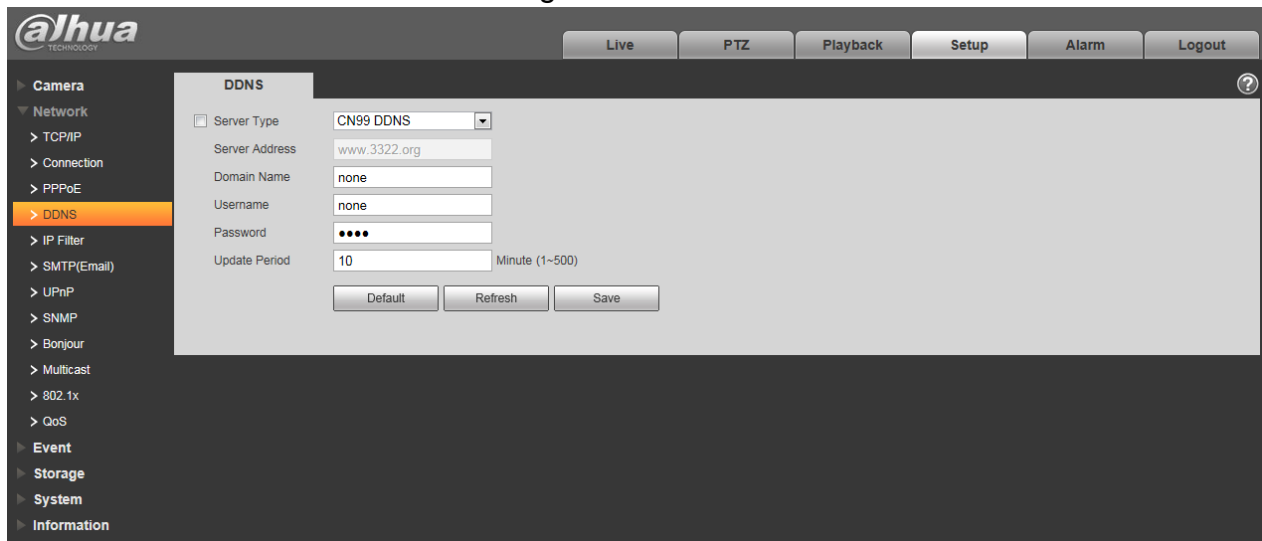 alhua
TECHNOLOGY
Live PTZ Playback Setup Alarm Logout
Camera
DDNS
?
Network
> TCP/IP
> Connection
> PPPoE
> DDNS
> IP Filter
> SMTP(Email)
> UPnP
> SNMP
> Bonjour
> Multicast
> 802.1x
> QoS
Event
Storage
System
Information
Server Type CN99 DDNS
Server Address www.3322.org
Domain Name none
Username none
Password ●●●●
Update Period 10 Minute (1~500)
Default Refresh Save